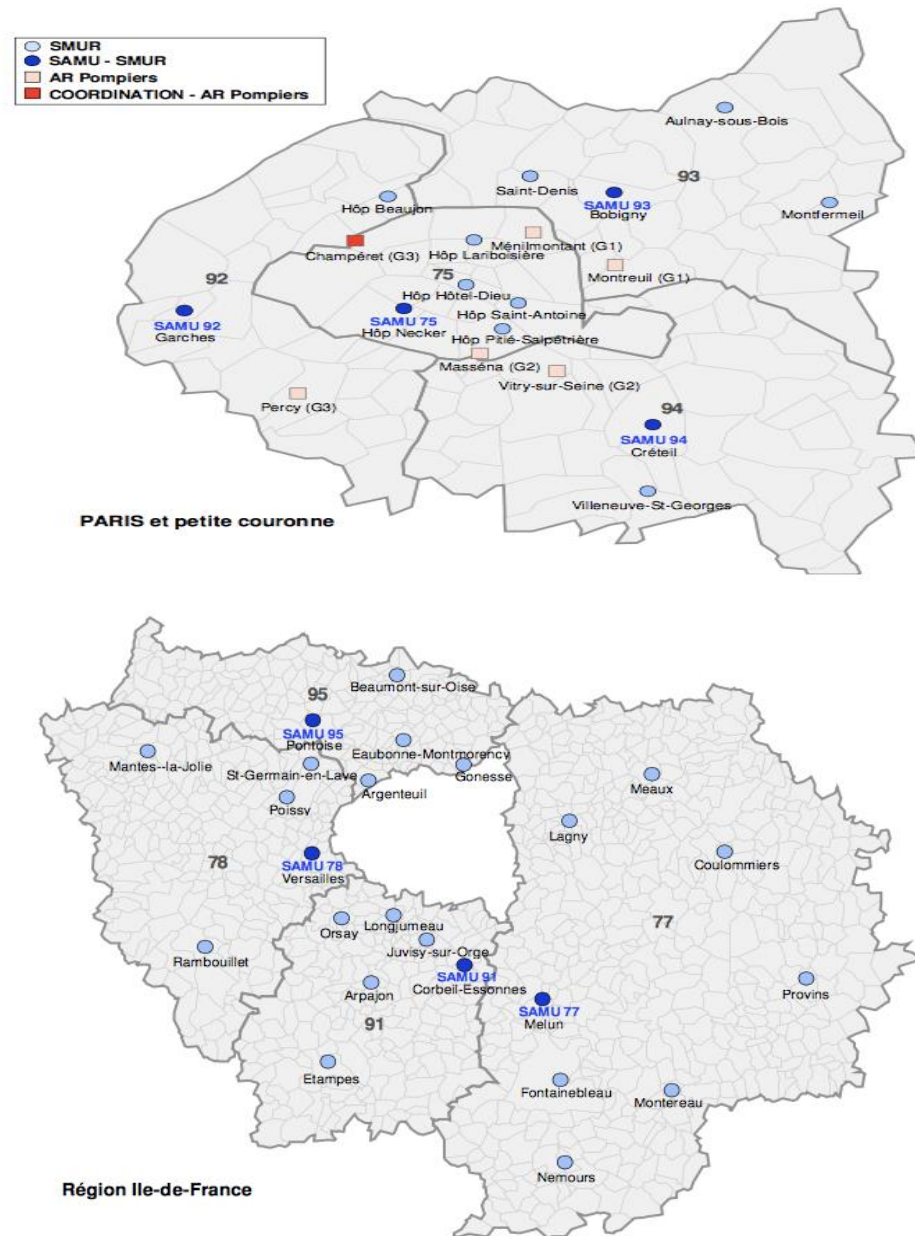 SMUR
SAMU - SMUR
AR Pompiers
COORDINATION - AR Pompiers
Aulnay-sous-Bois
93
Saint-Denis
SAMU 93
Bobigny
Montfermeil
Hôp Beaujon
Ménilmontant (G1)
Champéret (G3)
Hôp Lariboisière
Montreuil (G1)
92
75
Hôp Hôtel-Dieu
SAMU 92
Garches
SAMU 75
Hôp Necker
Hôp Saint-Antoine
Hôp Pitié-Salpétrière
Masséna (G2)
Vitry-sur-Seine (G2)
Percy (G3)
94
SAMU 94
Créteil
Villeneuve-St-Georges
PARIS et petite couronne
95
Beaumont-sur-Oise
SAMU 95
Pontoise
Eaubonne-Montmorency
Mantes--la-Jolie
St-Germain-en-Laye
Gonesse
Argenteuil
Meaux
Poissy
Lagny
Coulommiers
78
SAMU 78
Versailles
77
Orsay
Longjumeau
Juvisy-sur-Orge
Rambouillet
SAMU 91
Corbeil-Essonnes
Arpajon
Provins
SAMU 77
Melun
91
Etampes
Fontainebleau
Montereau
Nemours
Région Ile-de-France